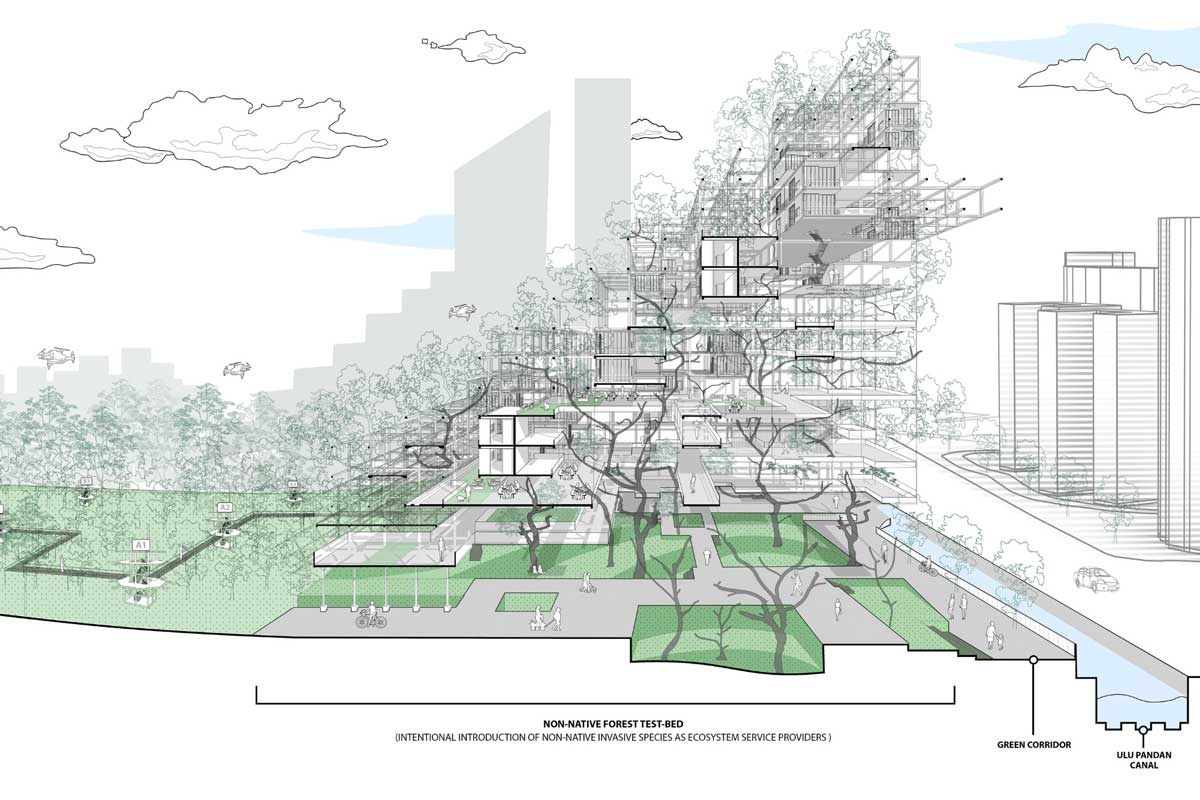 A3
A2
A1
NON-NATIVE FOREST TEST-BED
(INTENTIONAL INTRODUCTION OF NON-NATIVE INVASIVE SPECIES AS ECOSYSTEM SERVICE PROVIDERS )
GREEN CORRIDOR
ULU PANDAN
CANAL